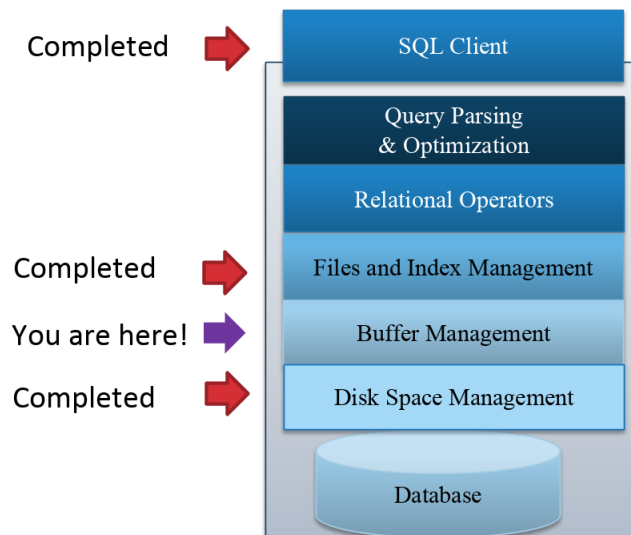 Completed
SQL Client
Query Parsing
& Optimization
Relational Operators
Completed
Files and Index Management
You are here!
Buffer Management
Completed
Disk Space Management
Database